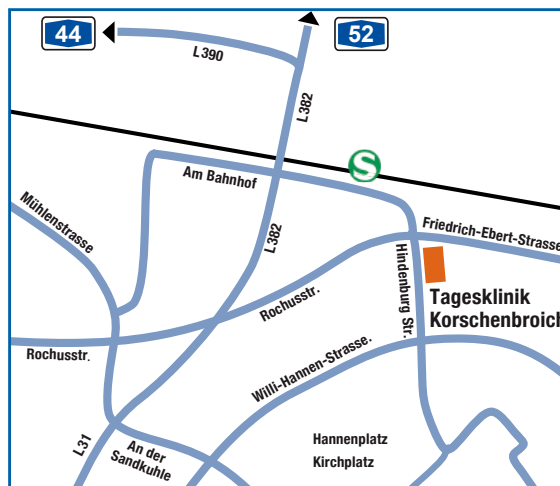 44
52
L390
L382
S
Am Bahnhof
Mühlenstrasse
L382
Friedrich-Ebert-Strasse
Hindenburg Str.
Tagesklinik
Korschenbroich
Rochusstr.
Rochusstr.
Willi-Hannen-Strasse.
L31
An der
Sandkuhle
Hannenplatz
Kirchplatz